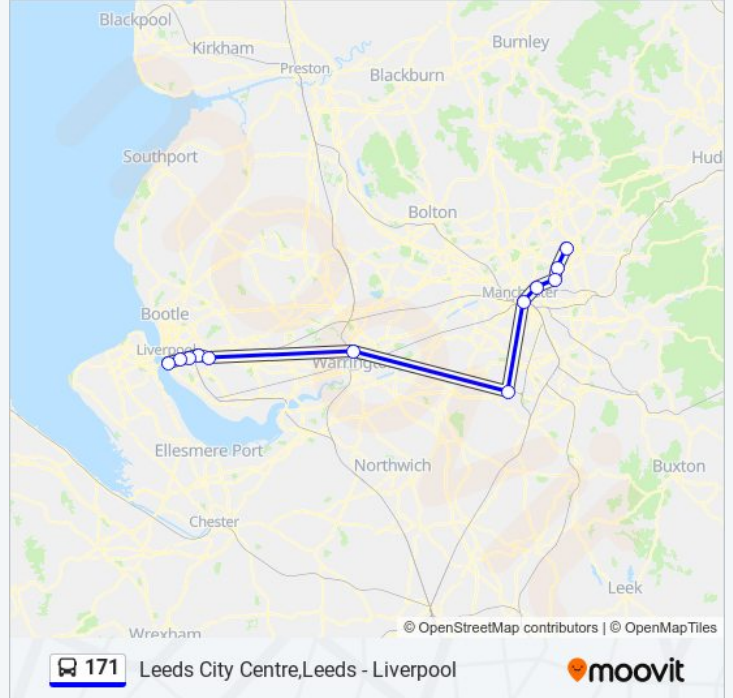 Blackpool
Kirkham
Burnley
Preston
Blackburn
Southport
Hud
Bolton
Bootle
Manchester
Liverpool
Warrington
Ellesmere Port
Northwich
Buxton
Chester
Leek
© OpenStreetMap contributors | © OpenMapTiles
Wrexham
171 Leeds City Centre,Leeds - Liverpool
moovit